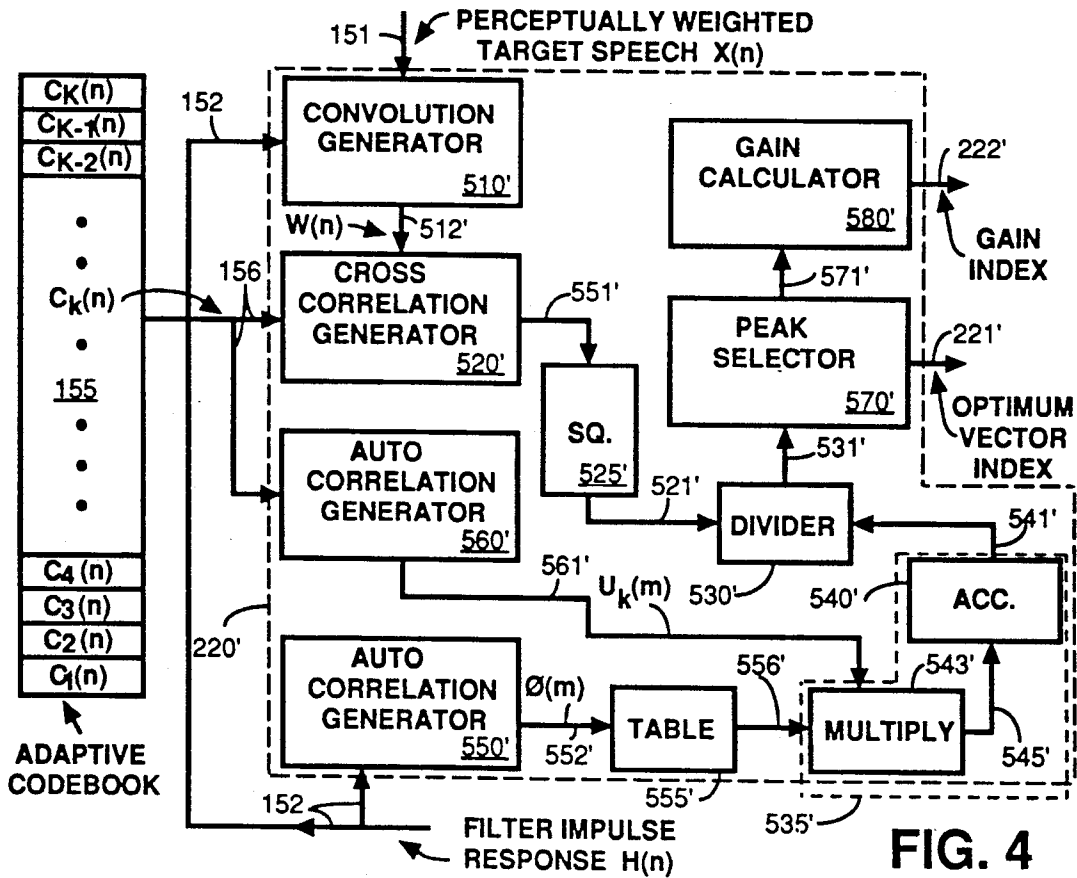 151
PERCEPTUALLY WEIGHTED
TARGET SPEECH X(n)
CK(n)
CK-1(n)
CK-2(n)
Ck(n)
155
C4(n)
C3(n)
C2(n)
C1(n)
ADAPTIVE
CODEBOOK
152
CONVOLUTION
GENERATOR
510'
W(n)
512'
156
CROSS
CORRELATION
GENERATOR
520'
551'
SQ.
525'
521'
AUTO
CORRELATION
GENERATOR
560'
561'
Uk(m)
220'
AUTO
CORRELATION
GENERATOR
550'
Ø(m)
552'
TABLE
555'
556'
MULTIPLY
543'
545'
535'
ACC.
540'
541'
DIVIDER
530'
531'
PEAK
SELECTOR
570'
571'
221'
OPTIMUM
VECTOR
INDEX
GAIN
CALCULATOR
580'
222'
GAIN
INDEX
152
FILTER IMPULSE
RESPONSE H(n)
FIG. 4